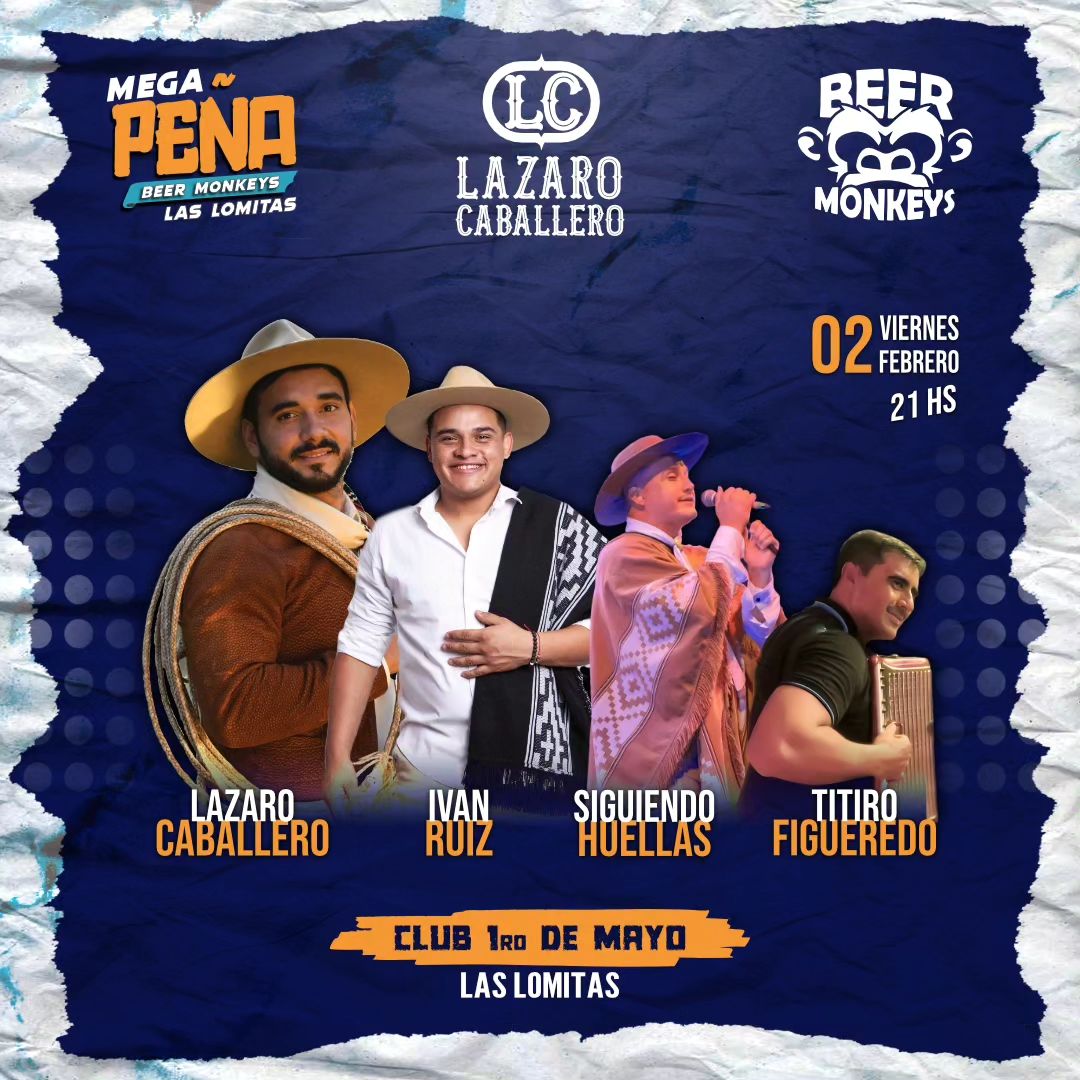 MEGA
PEÑA
BEER MONKEYS
LAS LOMITAS
LC
LAZARO
CABALLERO
BEER
MONKEYS
02 VIERNES
FEBRERO
21 HS
LAZARO
CABALLERO
IVAN
RUIZ
SIGUIENDO
HUELLAS
TITIRO
FIGUEREDO
CLUB 1RO DE MAYO
LAS LOMITAS